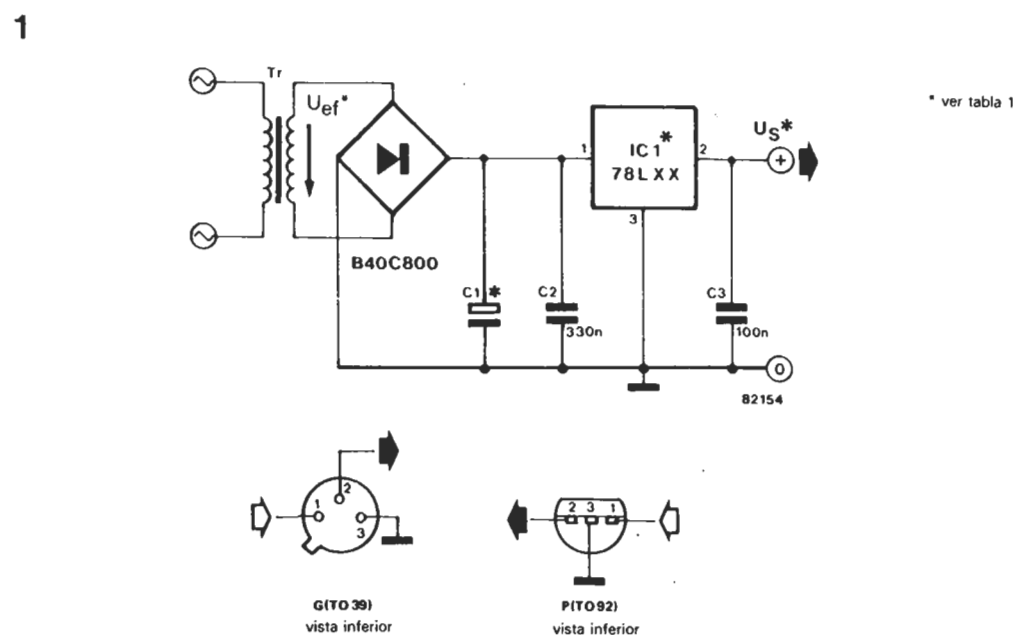 1
Tr
Uef*
* ver tabla 1
US*
IC1*
78LXX
1
2
3
+
B40C800
C1 *
C2
330n
C3
100n
0
82154
1
2
3
2 3 1
G(TO39)
vista inferior
P(TO92)
vista inferior